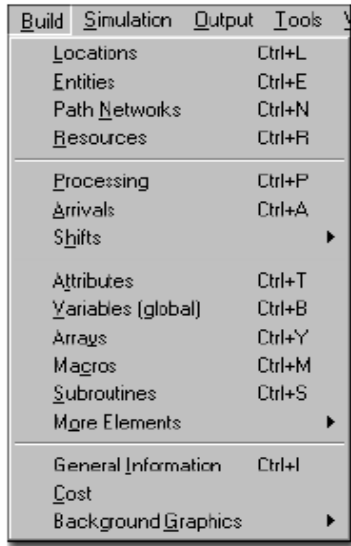 Build Simulation Output Tools
Locations Ctrl+L
Entities Ctrl+E
Path Networks Ctrl+N
Resources Ctrl+R
Processing Ctrl+P
Arrivals Ctrl+A
Shifts
Attributes Ctrl+T
Variables (global) Ctrl+B
Arrays Ctrl+Y
Macros Ctrl+M
Subroutines Ctrl+S
More Elements
General Information Ctrl+I
Cost
Background Graphics